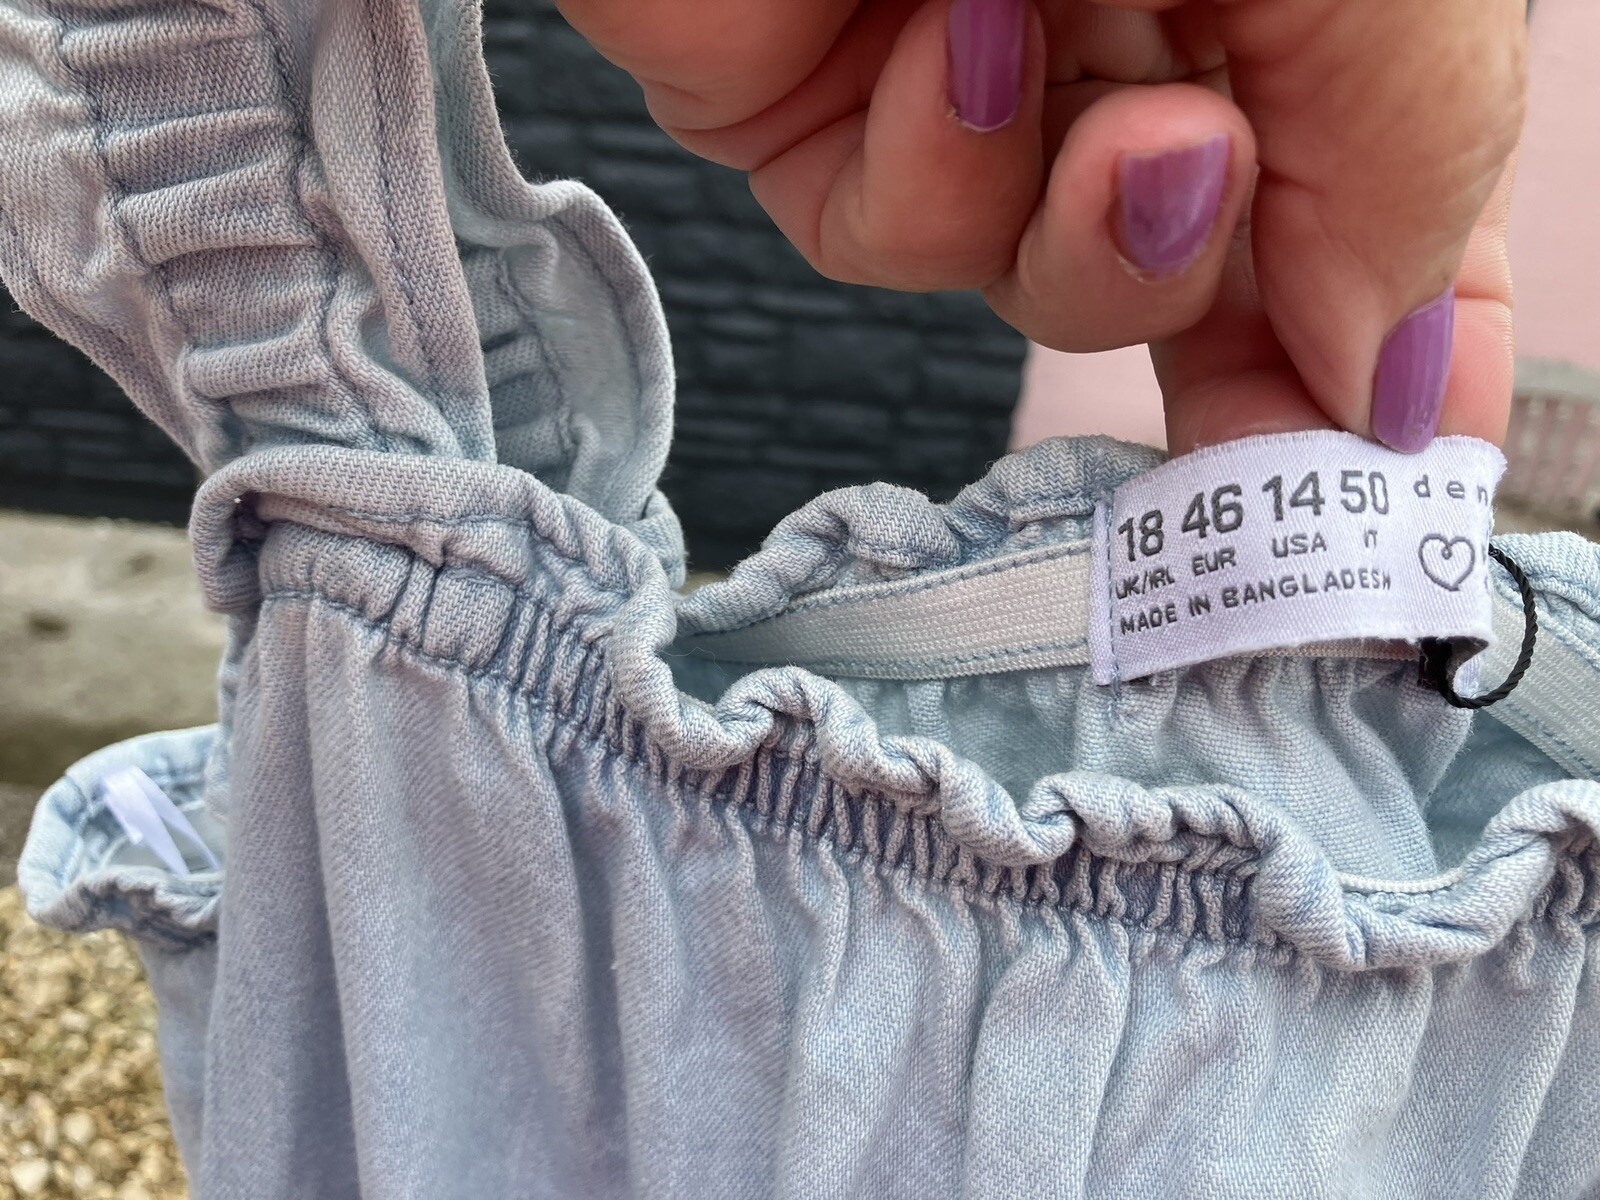 18 46 14 50
UK/IRL EUR USA IT
MADE IN BANGLADESH
den